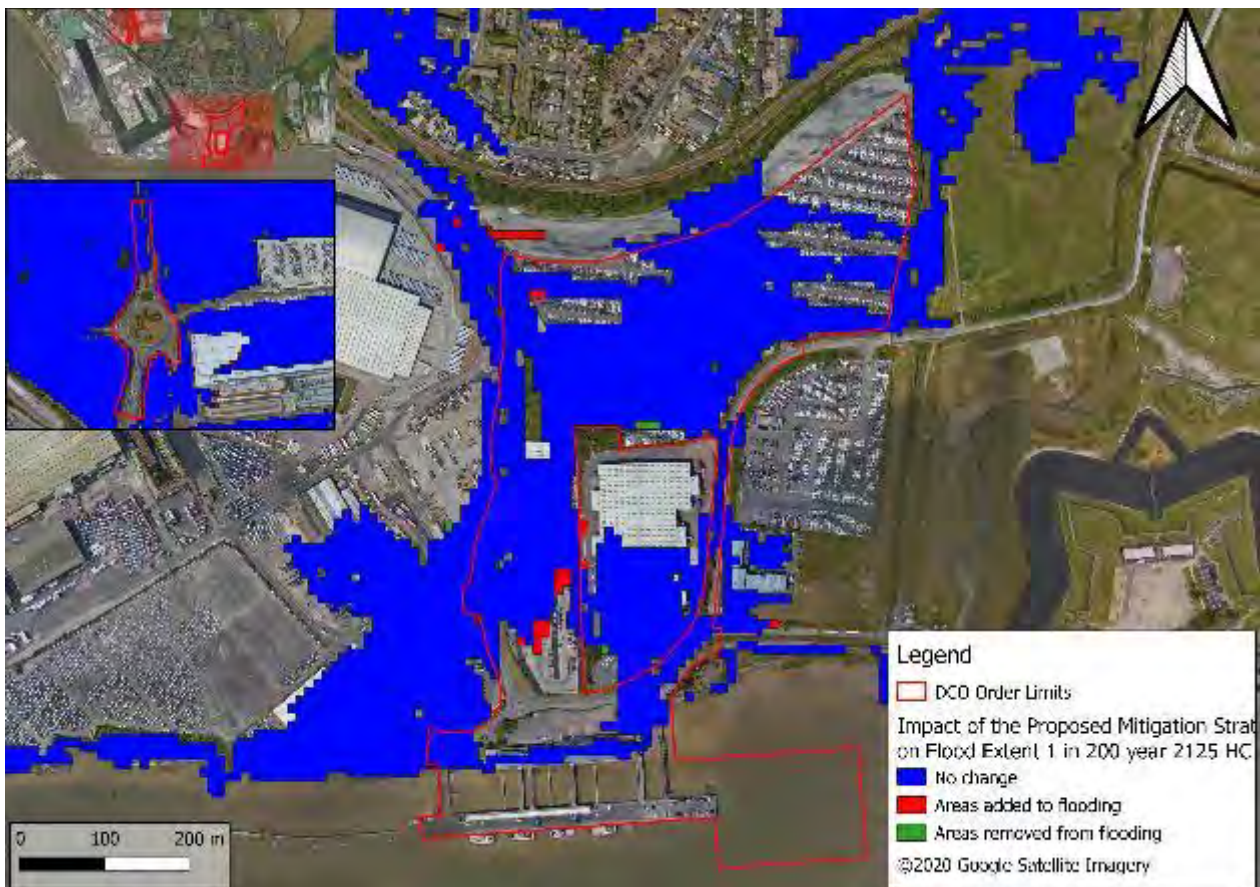 0 100 200 m
Legend
DCO Order Limits
Impact of the Proposed Mitigation Strat
on Flood Extent 1 in 200 year 2125 HC
No change
Areas added to flooding
Areas removed from flooding
©2020 Google Satellite Imagery